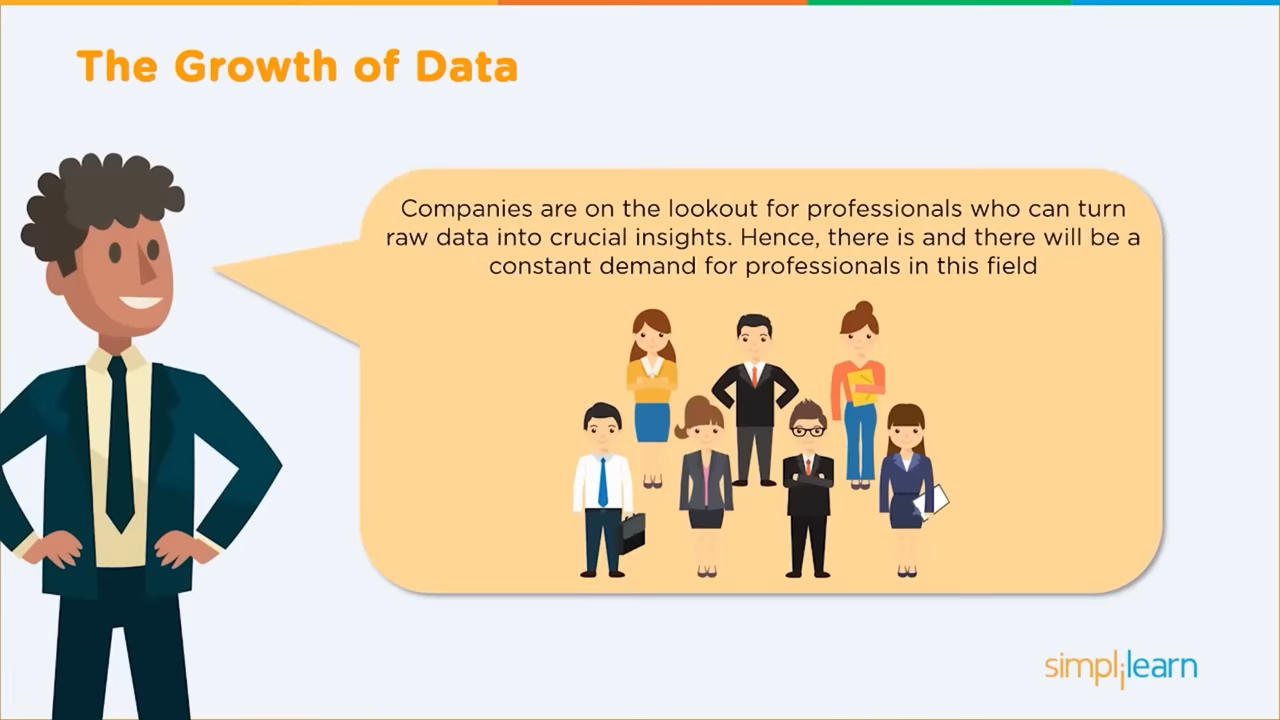 The Growth of Data
Companies are on the lookout for professionals who can turn
raw data into crucial insights. Hence, there is and there will be a
constant demand for professionals in this field
simplilearn